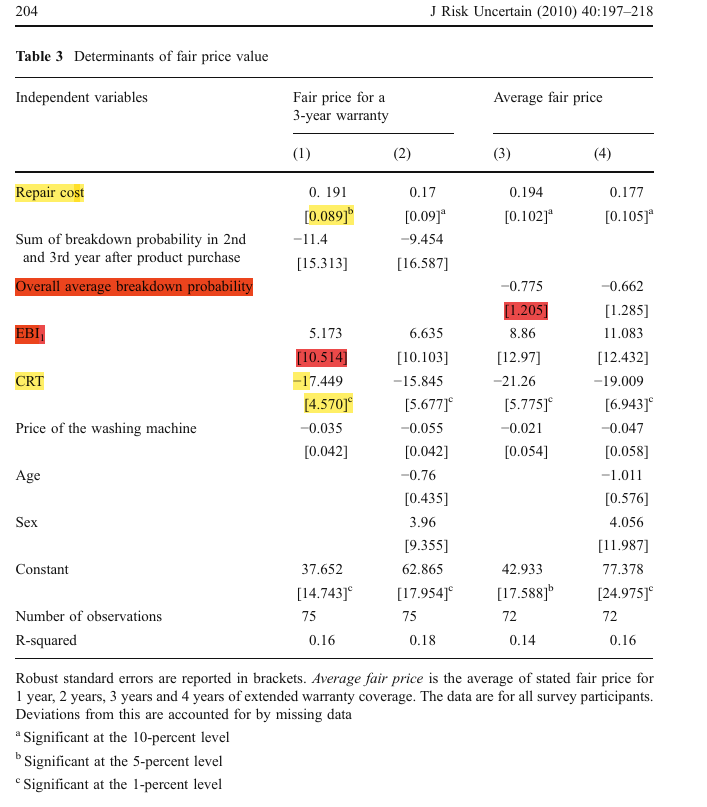 204 J Risk Uncertain (2010) 40:197–218
Table 3 Determinants of fair price value
Independent variables Fair price for a Average fair price
3-year warranty
(1) (2) (3) (4)
Repair cost 0. 191 0.17 0.194 0.177
[0.089]b [0.09]a [0.102]a [0.105]a
Sum of breakdown probability in 2nd −11.4 −9.454
and 3rd year after product purchase [15.313] [16.587]
Overall average breakdown probability −0.775 −0.662
[1.205] [1.285]
EBI1 5.173 6.635 8.86 11.083
[10.514] [10.103] [12.97] [12.432]
CRT −17.449 −15.845 −21.26 −19.009
[4.570]c [5.677]c [5.775]c [6.943]c
Price of the washing machine −0.035 −0.055 −0.021 −0.047
[0.042] [0.042] [0.054] [0.058]
Age −0.76 −1.011
[0.435] [0.576]
Sex 3.96 4.056
[9.355] [11.987]
Constant 37.652 62.865 42.933 77.378
[14.743]c [17.954]c [17.588]b [24.975]c
Number of observations 75 75 72 72
R-squared 0.16 0.18 0.14 0.16
Robust standard errors are reported in brackets. Average fair price is the average of stated fair price for
1 year, 2 years, 3 years and 4 years of extended warranty coverage. The data are for all survey participants.
Deviations from this are accounted for by missing data
a Significant at the 10-percent level
b Significant at the 5-percent level
c Significant at the 1-percent level